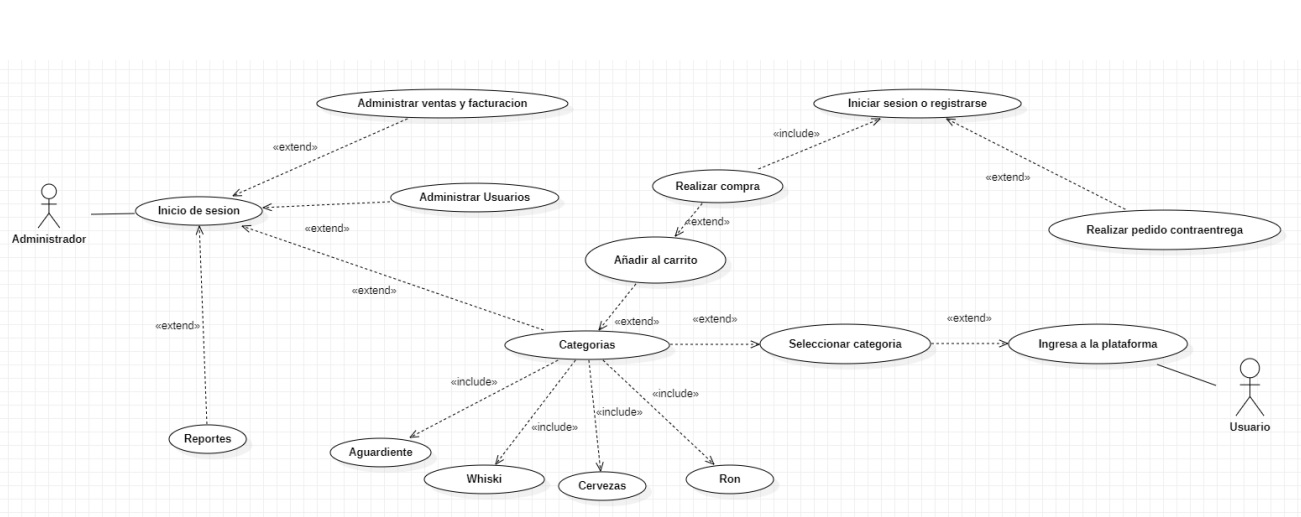 Administrar ventas y facturacion
Iniciar sesion o registrarse
«include»
«extend»
«extend»
Realizar compra
Administrar Usuarios
Inicio de sesion
«extend»
«extend»
Realizar pedido contraentrega
Administrador
Añadir al carrito
«extend»
«extend»
«extend»
«extend»
«extend»
Categorias
Seleccionar categoria
Ingresa a la plataforma
«include»
«include»
«include»
«include»
Usuario
Reportes
Aguardiente
Whiski
Cervezas
Ron